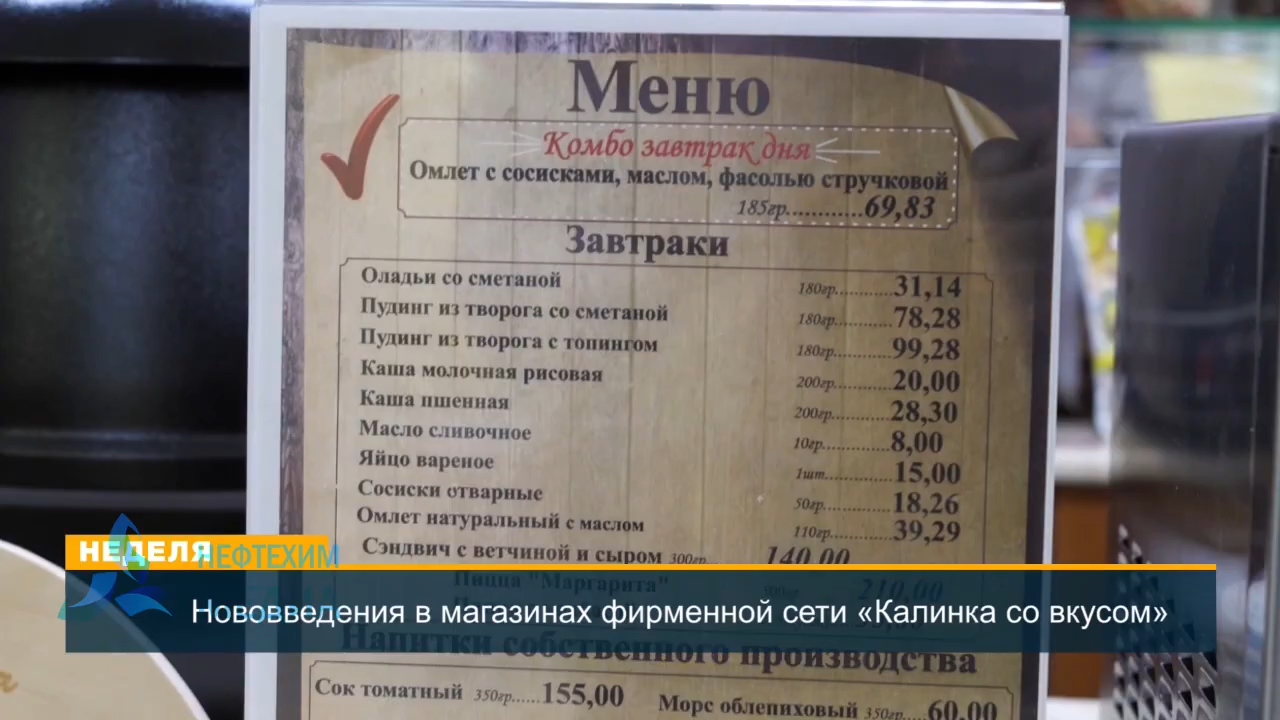 Меню
Комбо завтрак дня
Омлет с сосисками, маслом, фасолью стручковой
185гр............69,83
Завтраки
Оладьи со сметаной 180гр............31,14
Пудинг из творога со сметаной 180гр............78,28
Пудинг из творога с топингом 180гр............99,28
Каша молочная рисовая 200гр............20,00
Каша пшенная 200гр............28,30
Масло сливочное 10гр............8,00
Яйцо вареное 1шт............15,00
Сосиски отварные 50гр............18,26
Омлет натуральный с маслом 110гр............39,29
Сэндвич с ветчиной и сыром 300гр............140,00
Пицца "Маргарита" 210,00
НЕДЕЛЯ
НЕФТЕХИМ
Нововведения в магазинах фирменной сети «Калинка со вкусом»
Напитки собственного производства
Сок томатный 350гр......155,00
Морс облепиховый 350гр....60,00